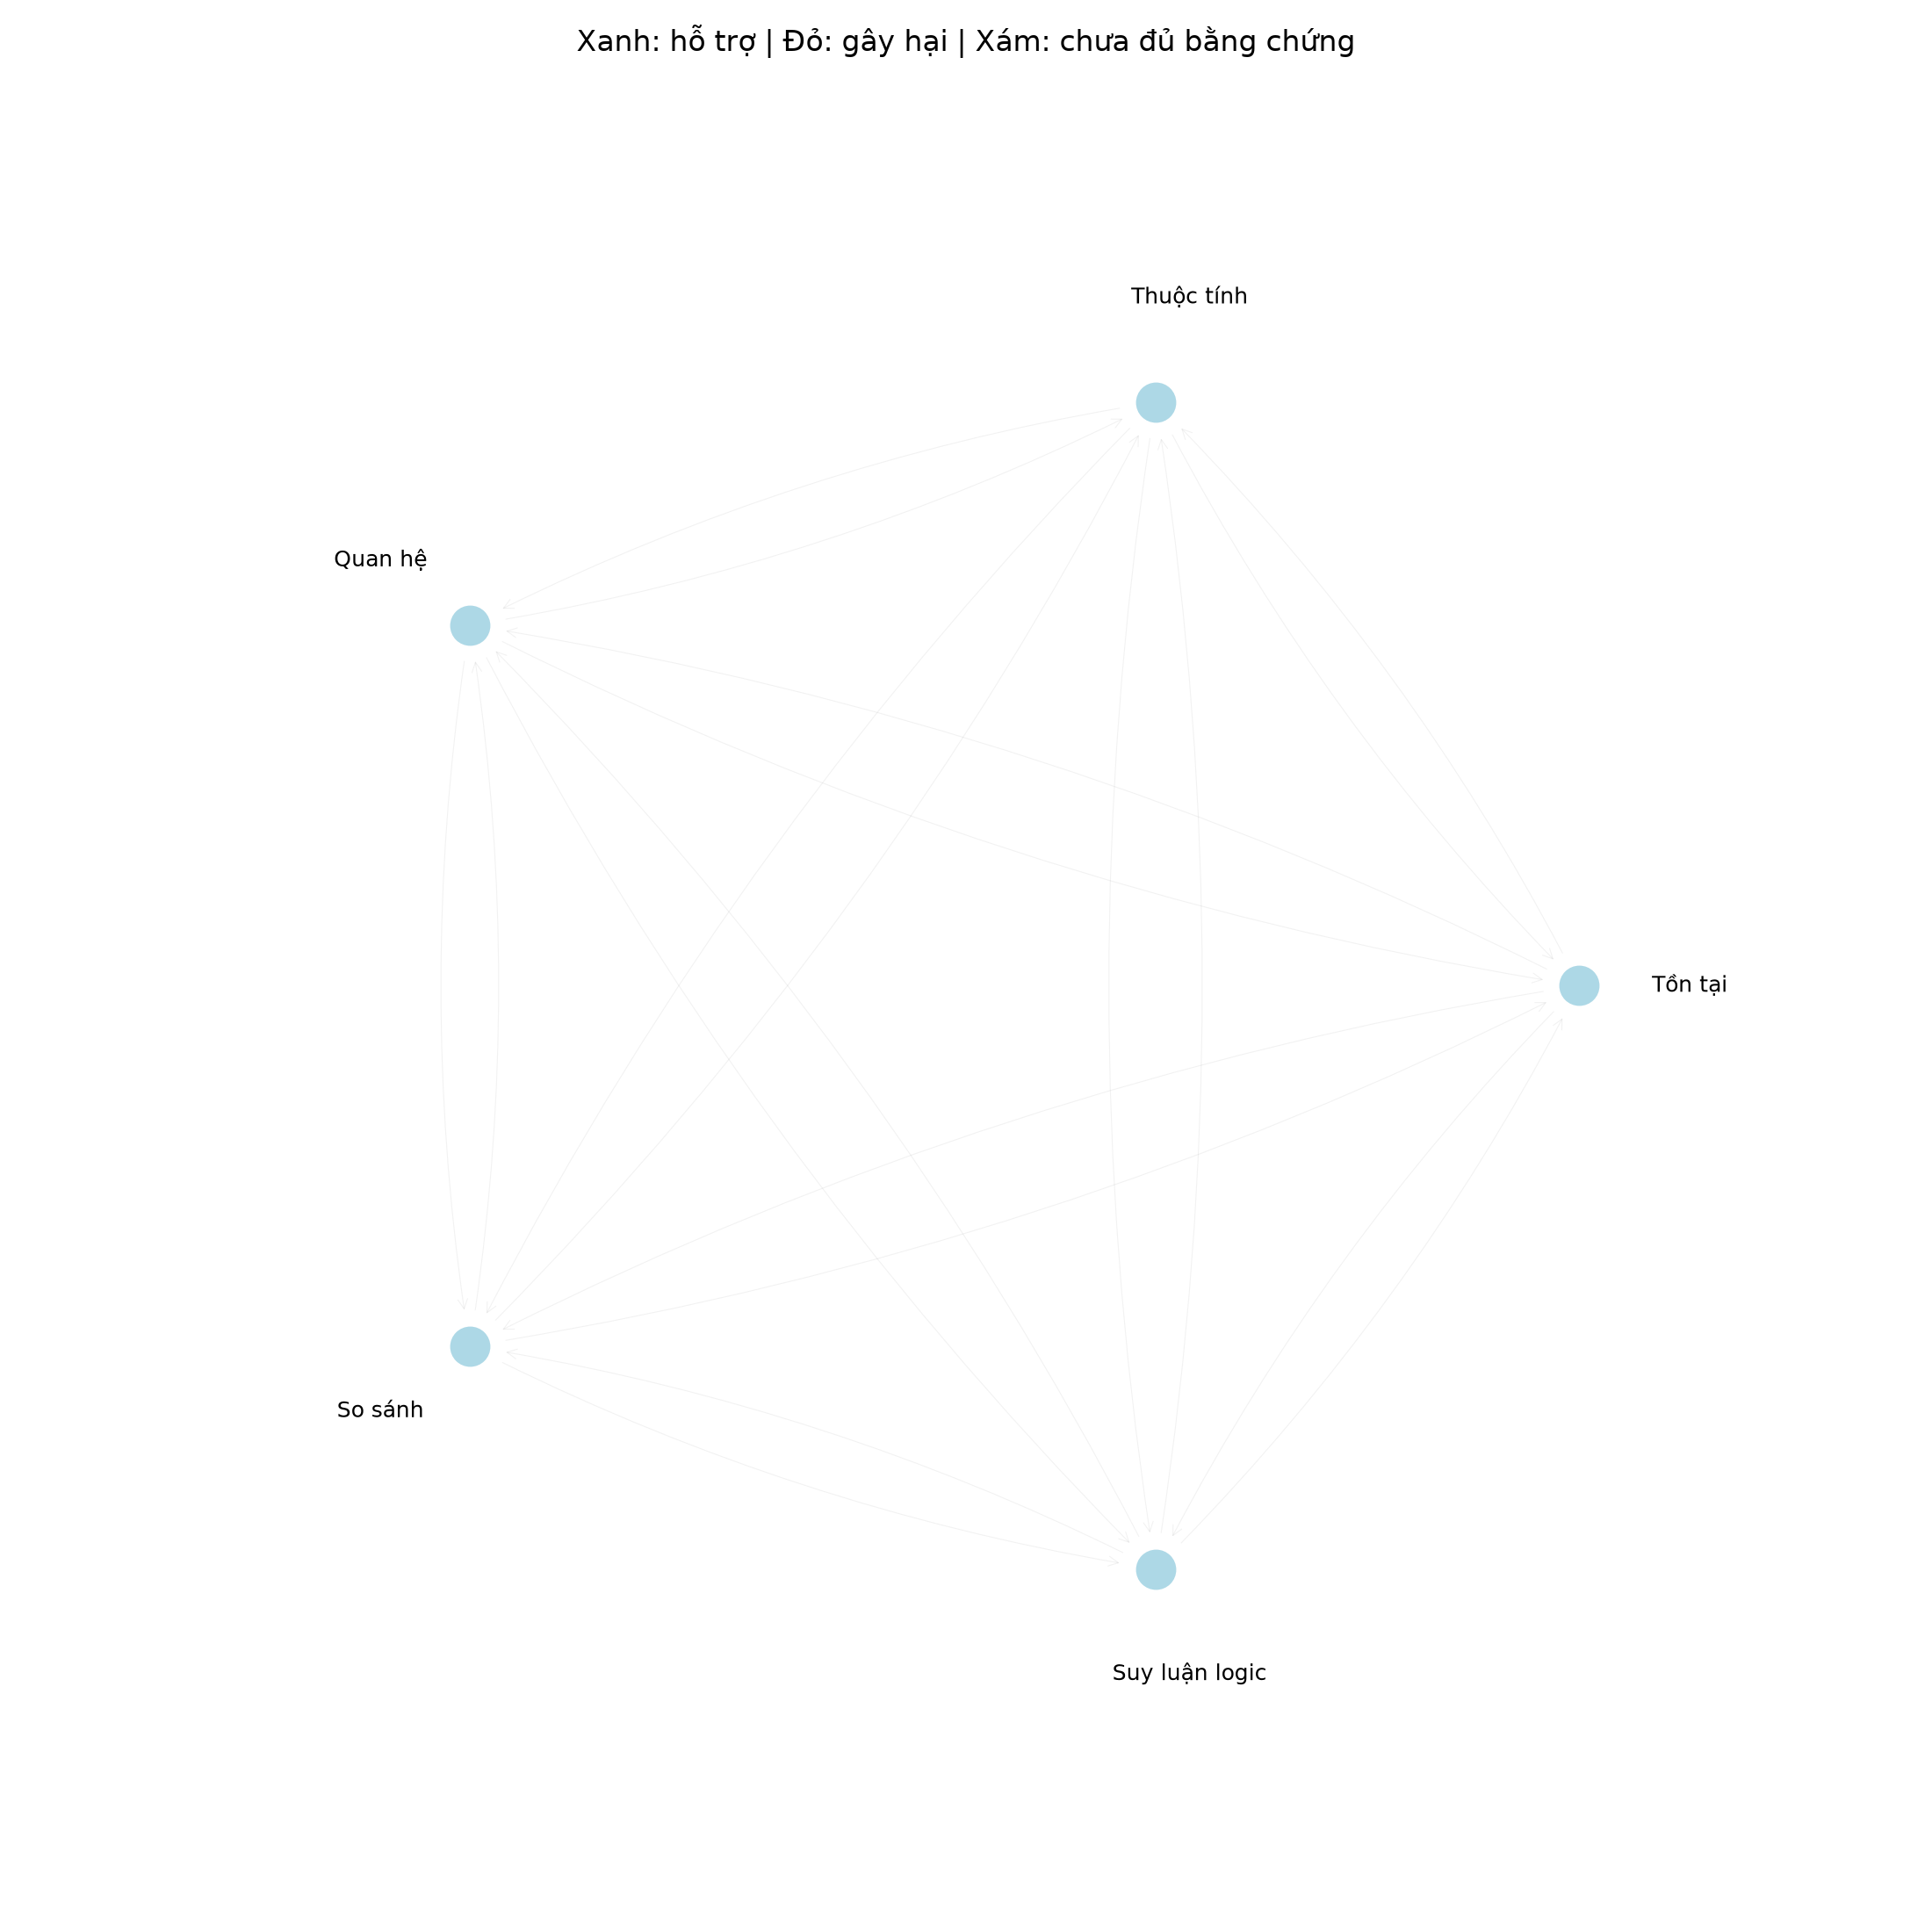 Xanh: hỗ trợ | Đỏ: gây hại | Xám: chưa đủ bằng chứng
Thuộc tính
Quan hệ
Tồn tại
So sánh
Suy luận logic